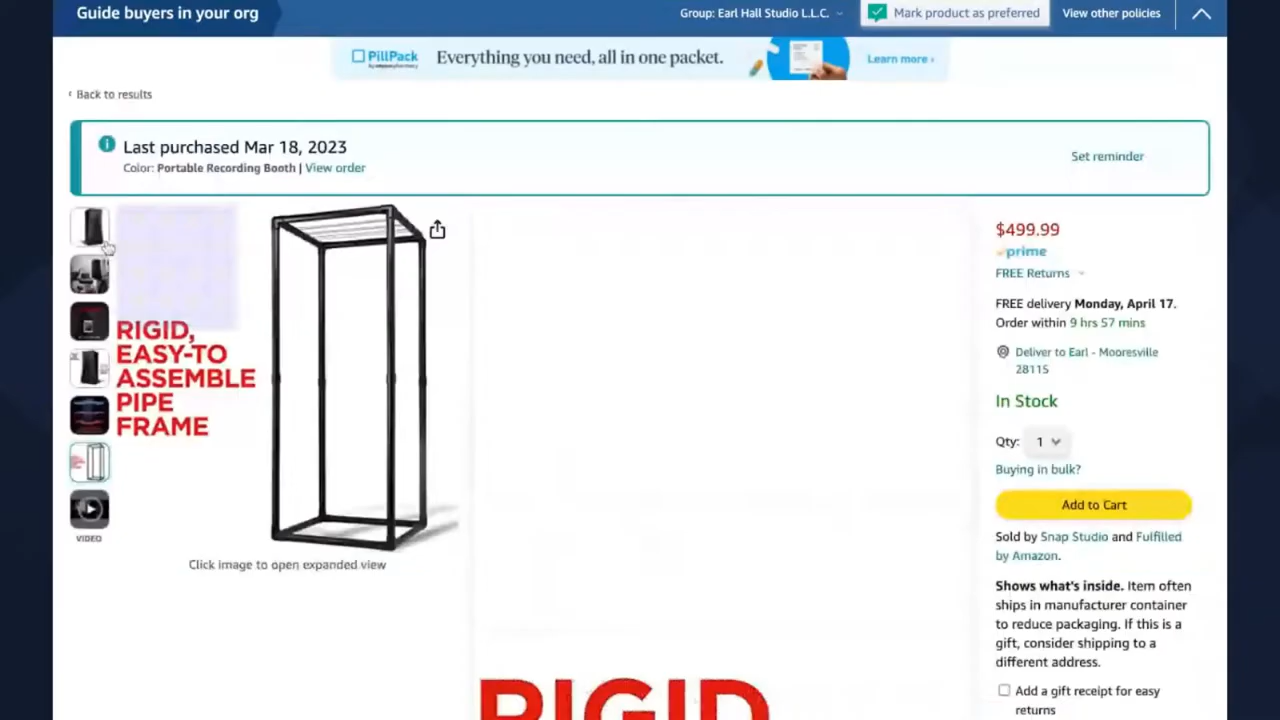 Guide buyers in your org
Group: Earl Hall Studio L.L.C.
Mark product as preferred
View other policies
PillPack
Everything you need, all in one packet.
Learn more ›
‹ Back to results
Last purchased Mar 18, 2023
Color: Portable Recording Booth | View order
Set reminder
RIGID,
EASY-TO
ASSEMBLE
PIPE
FRAME
VIDEO
Click image to open expanded view
RIGID
$499.99
prime
FREE Returns
FREE delivery Monday, April 17.
Order within 9 hrs 57 mins
Deliver to Earl - Mooresville
28115
In Stock
Qty: 1
Buying in bulk?
Add to Cart
Sold by Snap Studio and Fulfilled
by Amazon.
Shows what's inside. Item often
ships in manufacturer container
to reduce packaging. If this is a
gift, consider shipping to a
different address.
Add a gift receipt for easy
returns